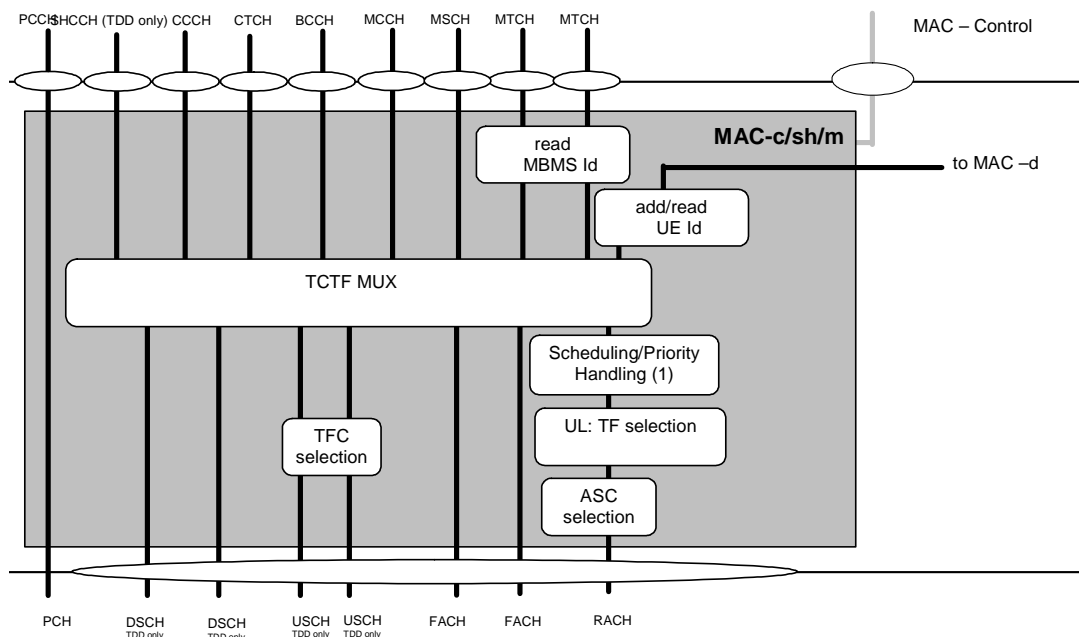 PCCH SHCCH (TDD only) CCCH CTCH BCCH MCCH MSCH MTCH MTCH
MAC – Control
MAC-c/sh/m
read
MBMS Id
to MAC –d
add/read
UE Id
TCTF MUX
Scheduling/Priority
Handling (1)
UL: TF selection
TFC
selection
ASC
selection
PCH DSCH DSCH USCH USCH FACH FACH RACH
TDD only TDD only TDD only TDD only